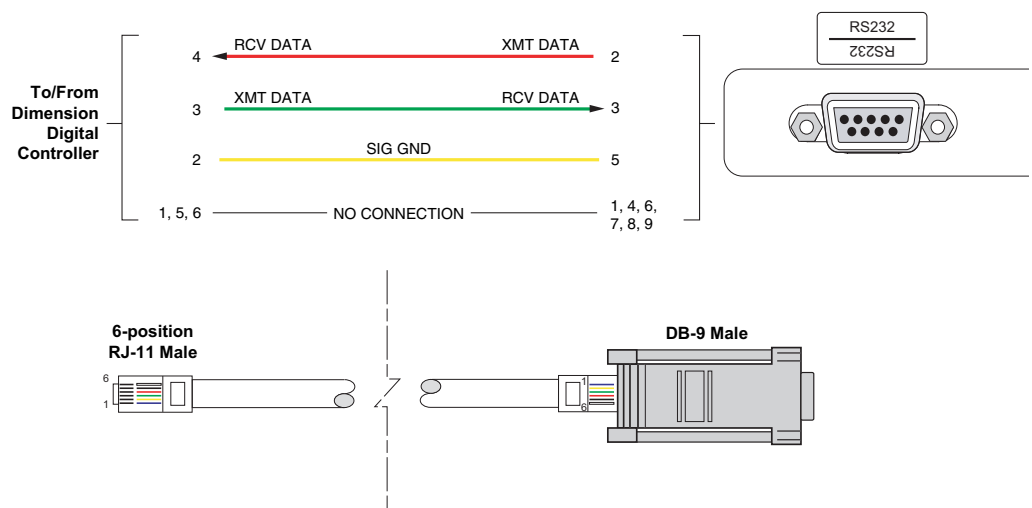 RS232
RS232
RCV DATA XMT DATA
4 2
To/From
Dimension
Digital
Controller
XMT DATA RCV DATA
3 3
SIG GND
2 5
1, 5, 6 NO CONNECTION 1, 4, 6,
7, 8, 9
6-position
RJ-11 Male
DB-9 Male
6
1
1
6